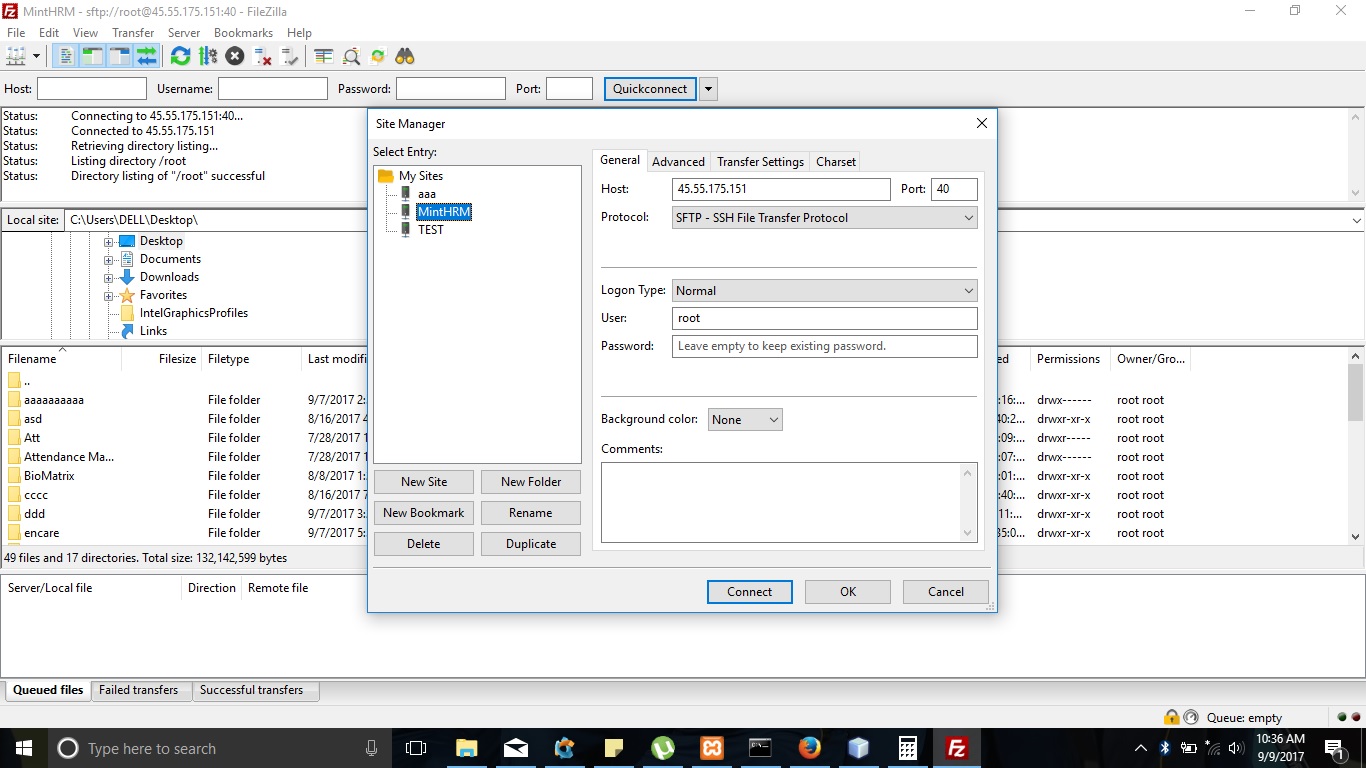 MintHRM - sftp://root@45.55.175.151:40 - FileZilla
File Edit View Transfer Server Bookmarks Help
Host: Username: Password: Port: Quickconnect
Status: Connecting to 45.55.175.151:40...
Status: Connected to 45.55.175.151
Status: Retrieving directory listing...
Status: Listing directory /root
Status: Directory listing of "/root" successful
Local site: C:\Users\DELL\Desktop\
Desktop
Documents
Downloads
Favorites
IntelGraphicsProfiles
Links
Filename Filesize Filetype Last modifi
..
aaaaaaaaaa File folder 9/7/2017 2:
asd File folder 8/16/2017 4
Att File folder 7/28/2017 1
Attendance Ma... File folder 7/28/2017 1
BioMatrix File folder 8/8/2017 1:
cccc File folder 8/16/2017 7
ddd File folder 9/7/2017 3:
encare File folder 9/7/2017 5:
49 files and 17 directories. Total size: 132,142,599 bytes
Site Manager
Select Entry:
My Sites
aaa
MintHRM
TEST
New Site New Folder
New Bookmark Rename
Delete Duplicate
General Advanced Transfer Settings Charset
Host: 45.55.175.151 Port: 40
Protocol: SFTP - SSH File Transfer Protocol
Logon Type: Normal
User: root
Password: Leave empty to keep existing password.
Background color: None
Comments:
Connect OK Cancel
ed Permissions Owner/Gro...
:16:... drwx------ root root
40:2... drwxr-xr-x root root
:09:... drwxr----- root root
:07:... drwxr-xr-x root root
:01:... drwxr-xr-x root root
:40:... drwxr-xr-x root root
11:... drwxr-xr-x root root
35:0... drwxr-xr-x root root
Server/Local file Direction Remote file
Queued files Failed transfers Successful transfers
Queue: empty
Type here to search
10:36 AM
9/9/2017
1